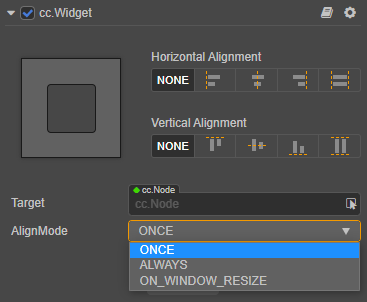 cc.Widget
Horizontal Alignment
NONE
Vertical Alignment
NONE
cc.Node
Target cc.Node
AlignMode ONCE
ONCE
ALWAYS
ON_WINDOW_RESIZE